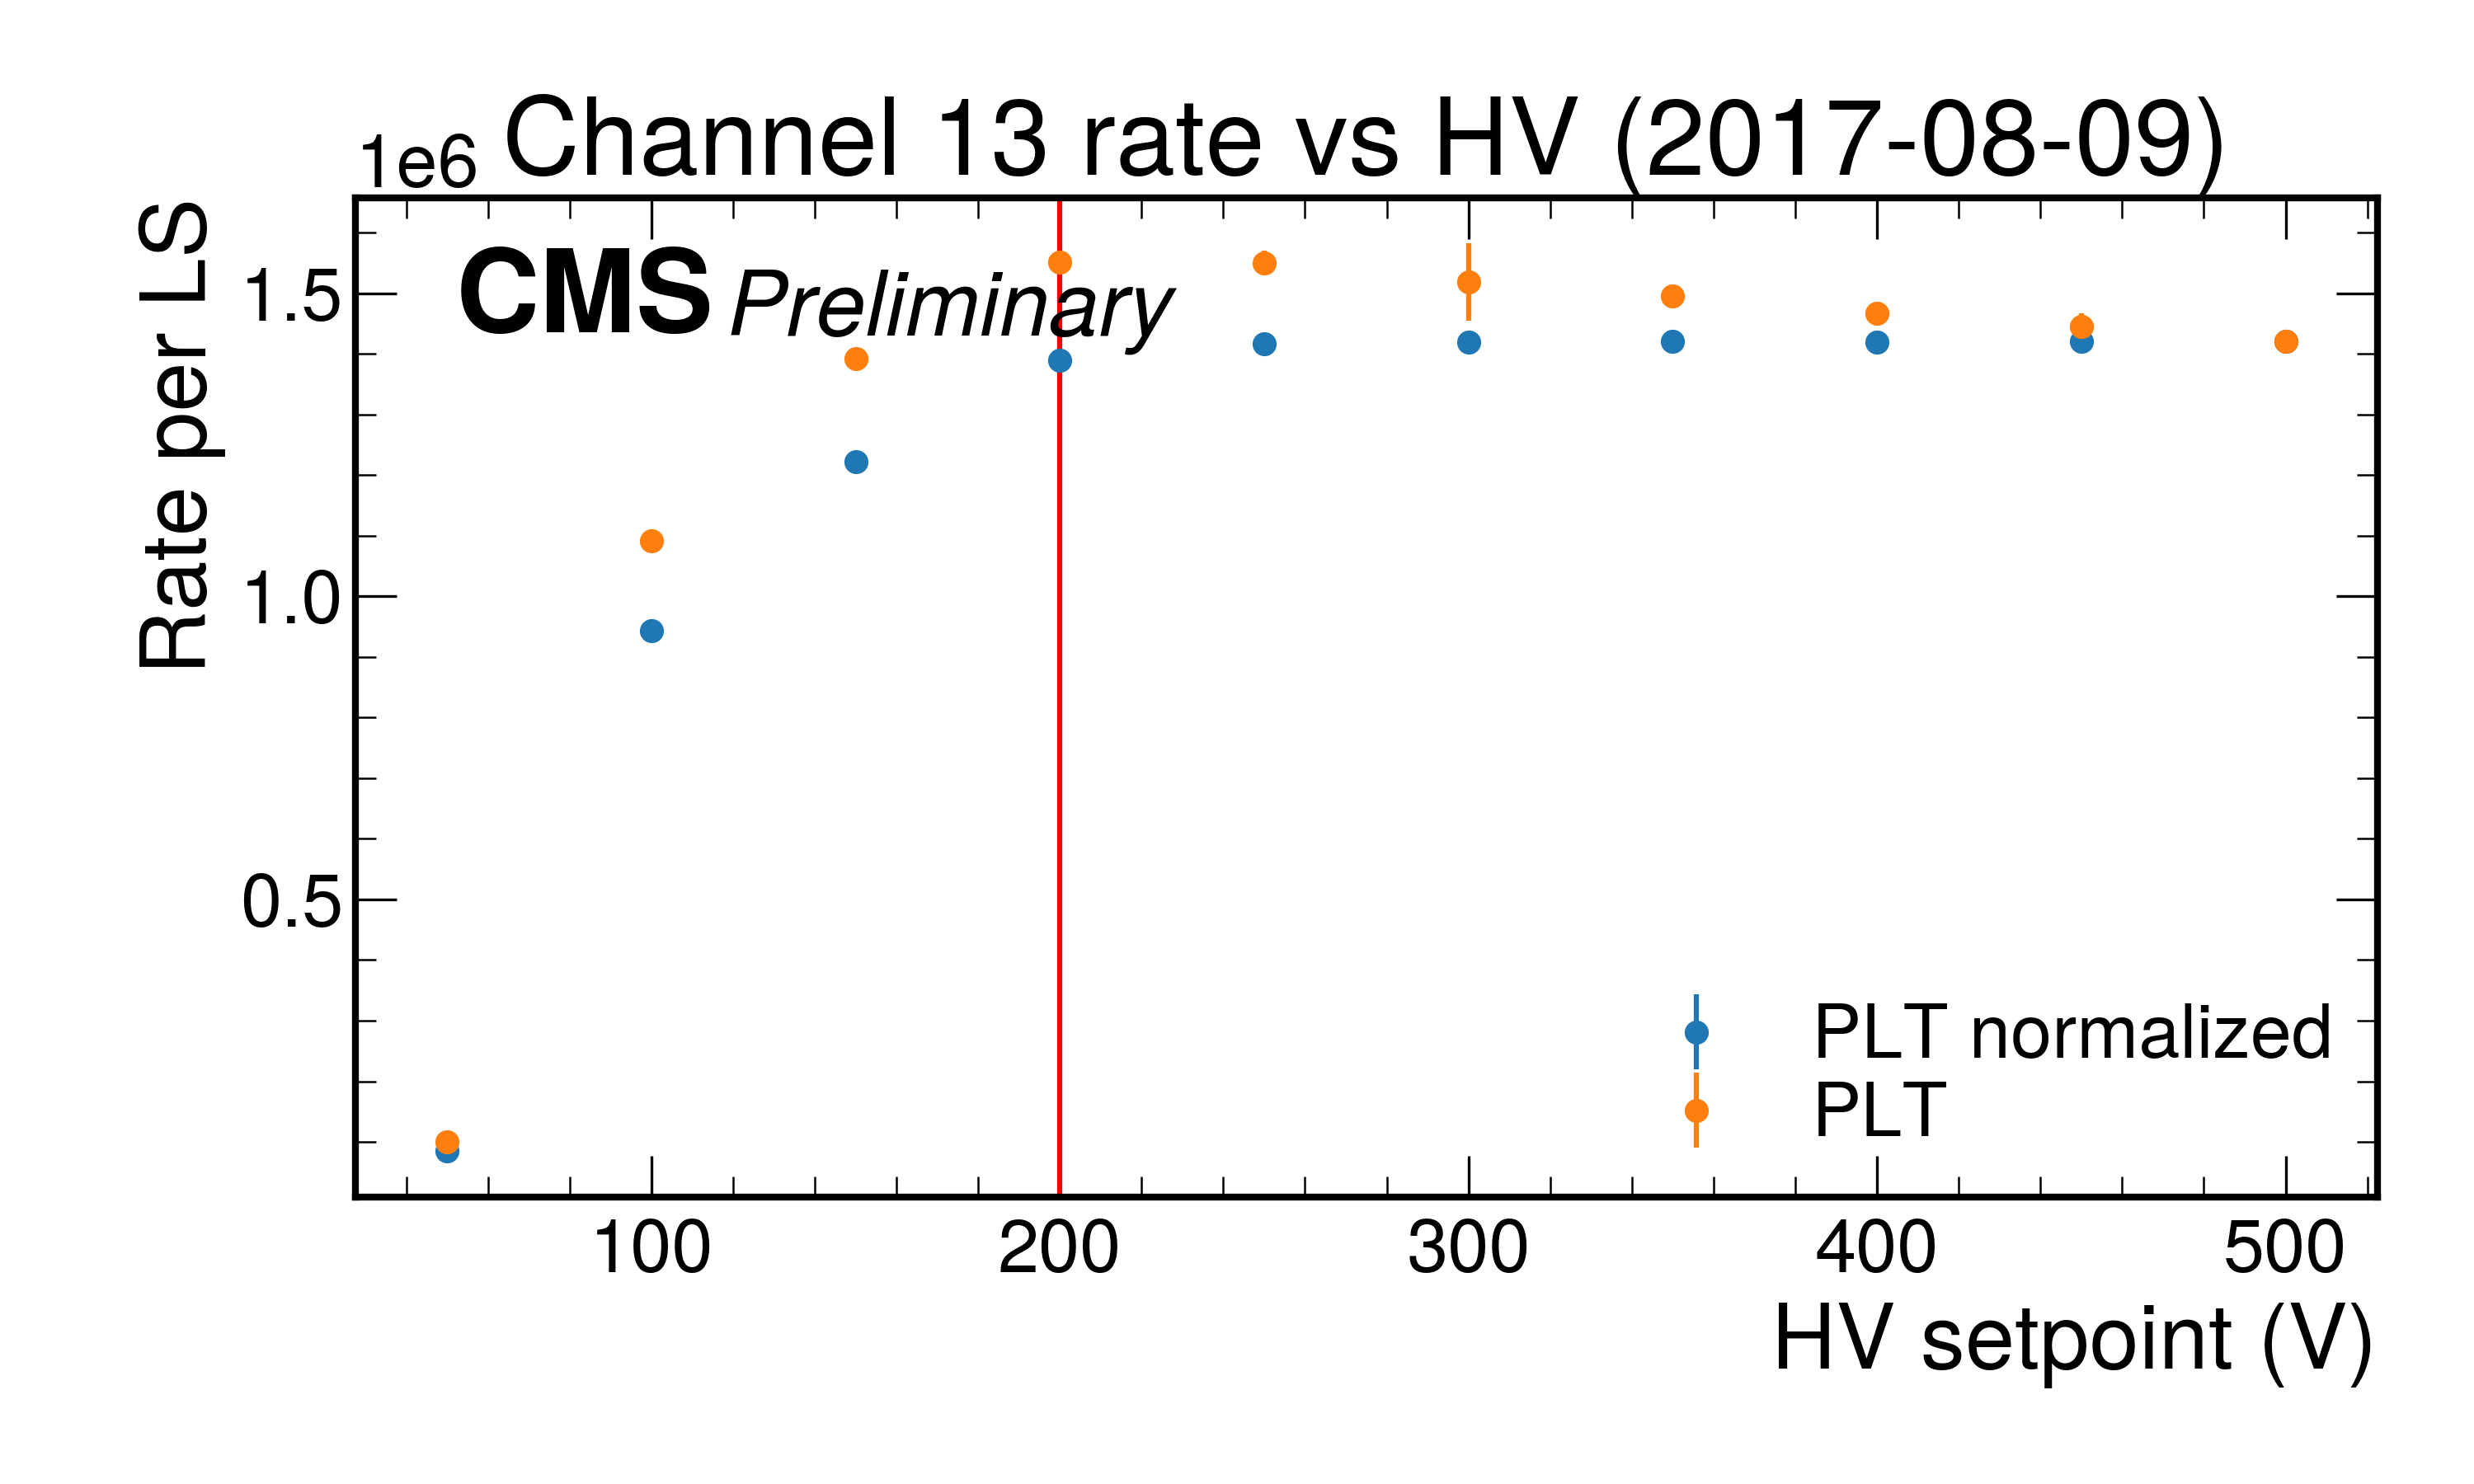 Channel 13 rate vs HV (2017-08-09)
1e6
CMS Preliminary
Rate per LS
1.5
1.0
0.5
PLT normalized
PLT
100 200 300 400 500
HV setpoint (V)